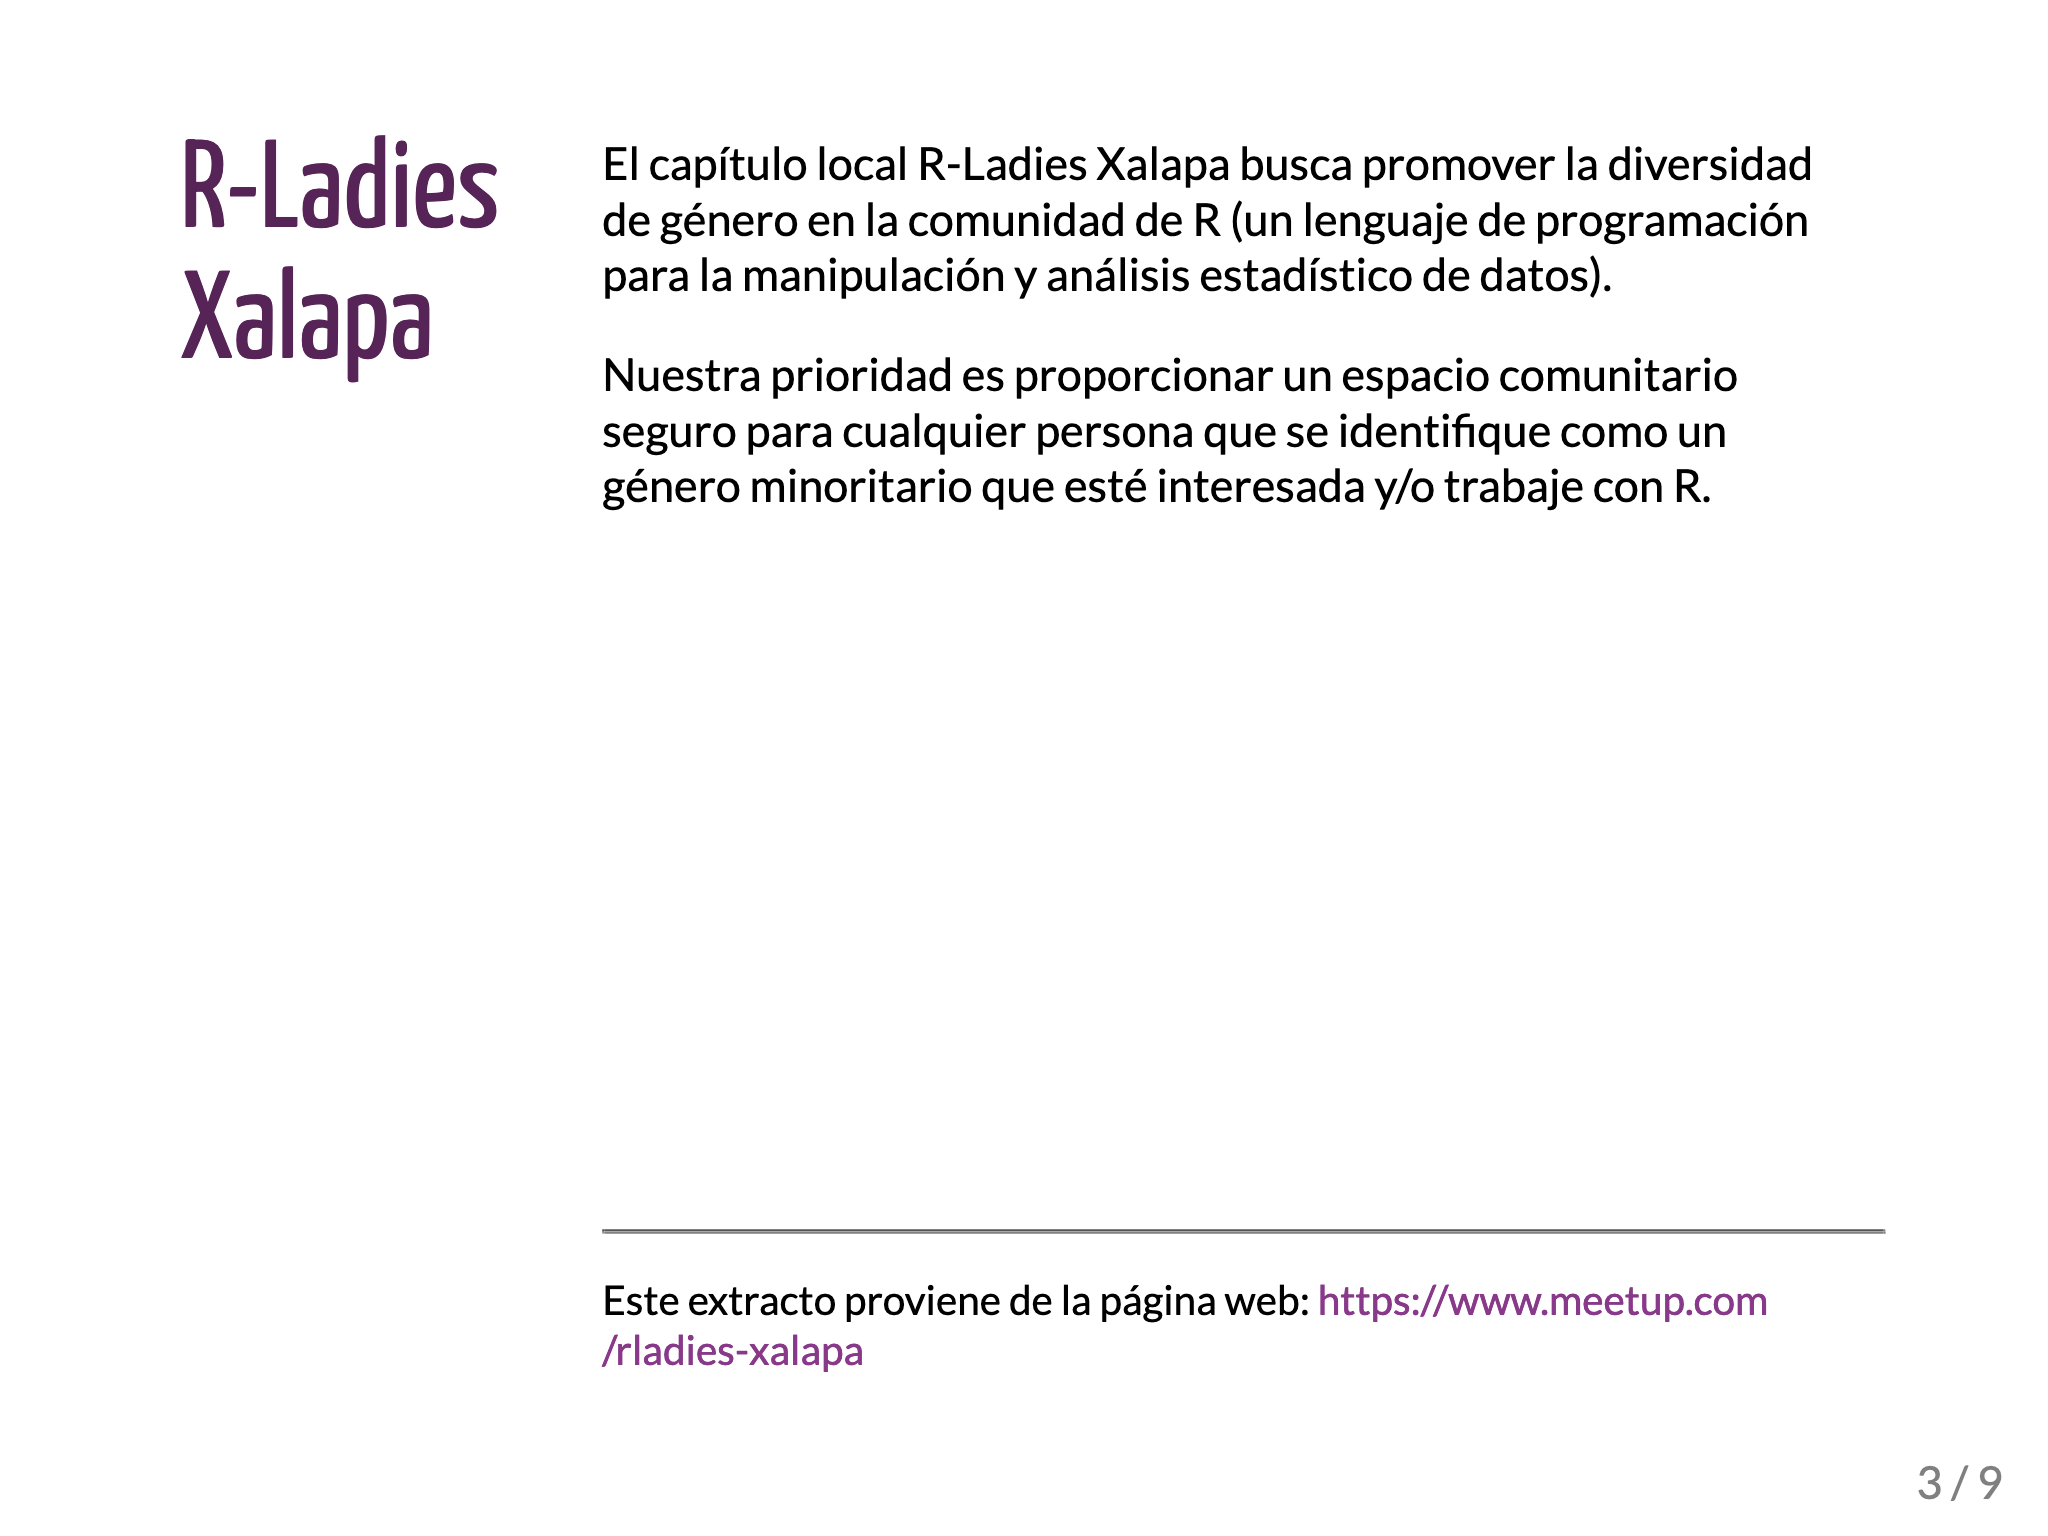 R-Ladies
Xalapa
El capítulo local R-Ladies Xalapa busca promover la diversidad
de género en la comunidad de R (un lenguaje de programación
para la manipulación y análisis estadístico de datos).
Nuestra prioridad es proporcionar un espacio comunitario
seguro para cualquier persona que se identifique como un
género minoritario que esté interesada y/o trabaje con R.
Este extracto proviene de la página web: https://www.meetup.com
/rladies-xalapa
3 / 9